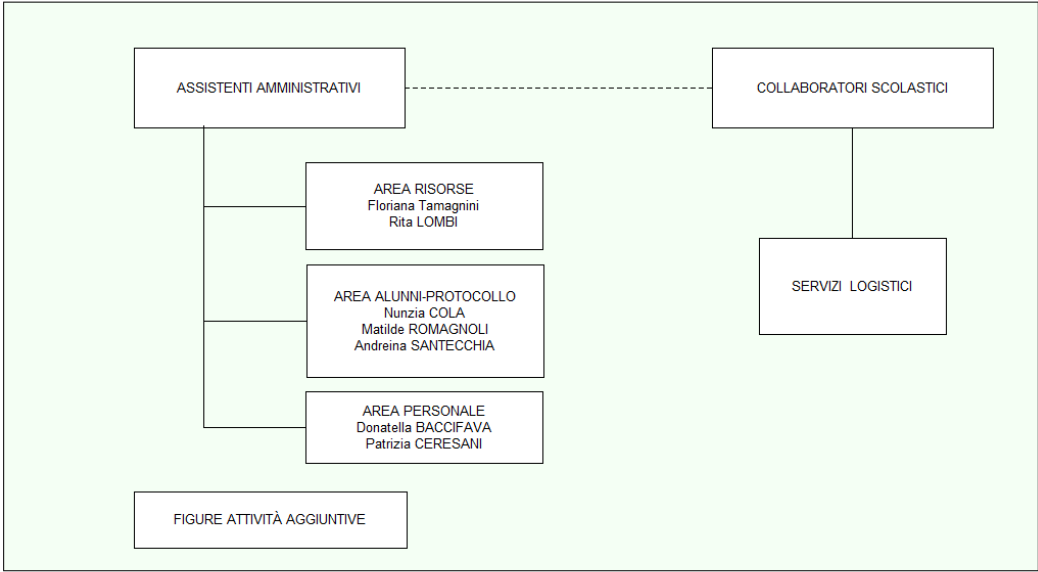 ASSISTENTI AMMINISTRATIVI
COLLABORATORI SCOLASTICI
AREA RISORSE
Floriana Tamagnini
Rita LOMBI
AREA ALUNNI-PROTOCOLLO
Nunzia COLA
Matilde ROMAGNOLI
Andreina SANTECCHIA
SERVIZI LOGISTICI
AREA PERSONALE
Donatella BACCIFAVA
Patrizia CERESANI
FIGURE ATTIVITÀ AGGIUNTIVE